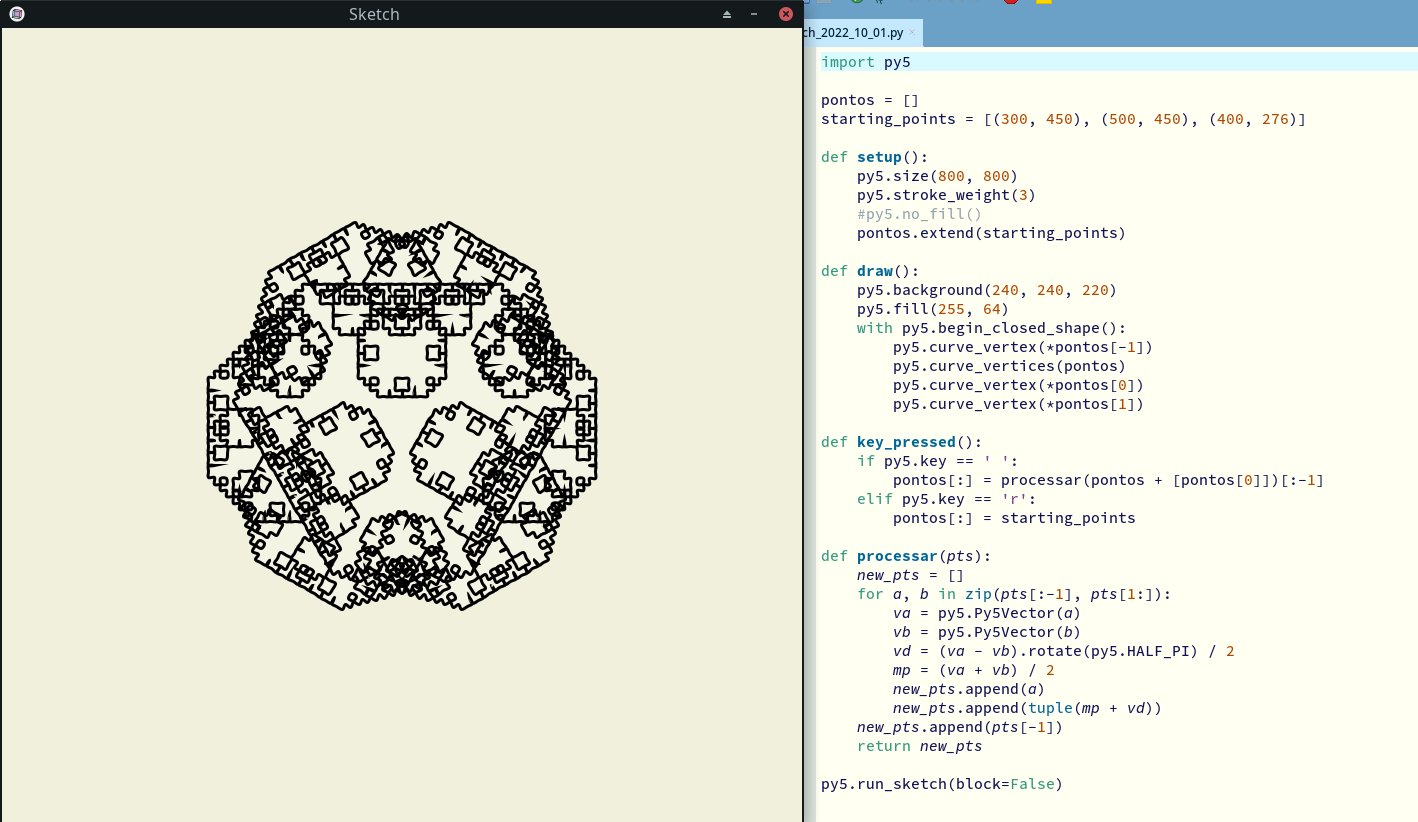 Sketch
ch_2022_10_01.py
import py5
pontos = []
starting_points = [(300, 450), (500, 450), (400, 276)]
def setup():
    py5.size(800, 800)
    py5.stroke_weight(3)
    #py5.no_fill()
    pontos.extend(starting_points)
def draw():
    py5.background(240, 240, 220)
    py5.fill(255, 64)
    with py5.begin_closed_shape():
        py5.curve_vertex(*pontos[-1])
        py5.curve_vertices(pontos)
        py5.curve_vertex(*pontos[0])
        py5.curve_vertex(*pontos[1])
def key_pressed():
    if py5.key == ' ':
        pontos[:] = processar(pontos + [pontos[0]])[:-1]
    elif py5.key == 'r':
        pontos[:] = starting_points
def processar(pts):
    new_pts = []
    for a, b in zip(pts[:-1], pts[1:]):
        va = py5.Py5Vector(a)
        vb = py5.Py5Vector(b)
        vd = (va - vb).rotate(py5.HALF_PI) / 2
        mp = (va + vb) / 2
        new_pts.append(a)
        new_pts.append(tuple(mp + vd))
    new_pts.append(pts[-1])
    return new_pts
py5.run_sketch(block=False)